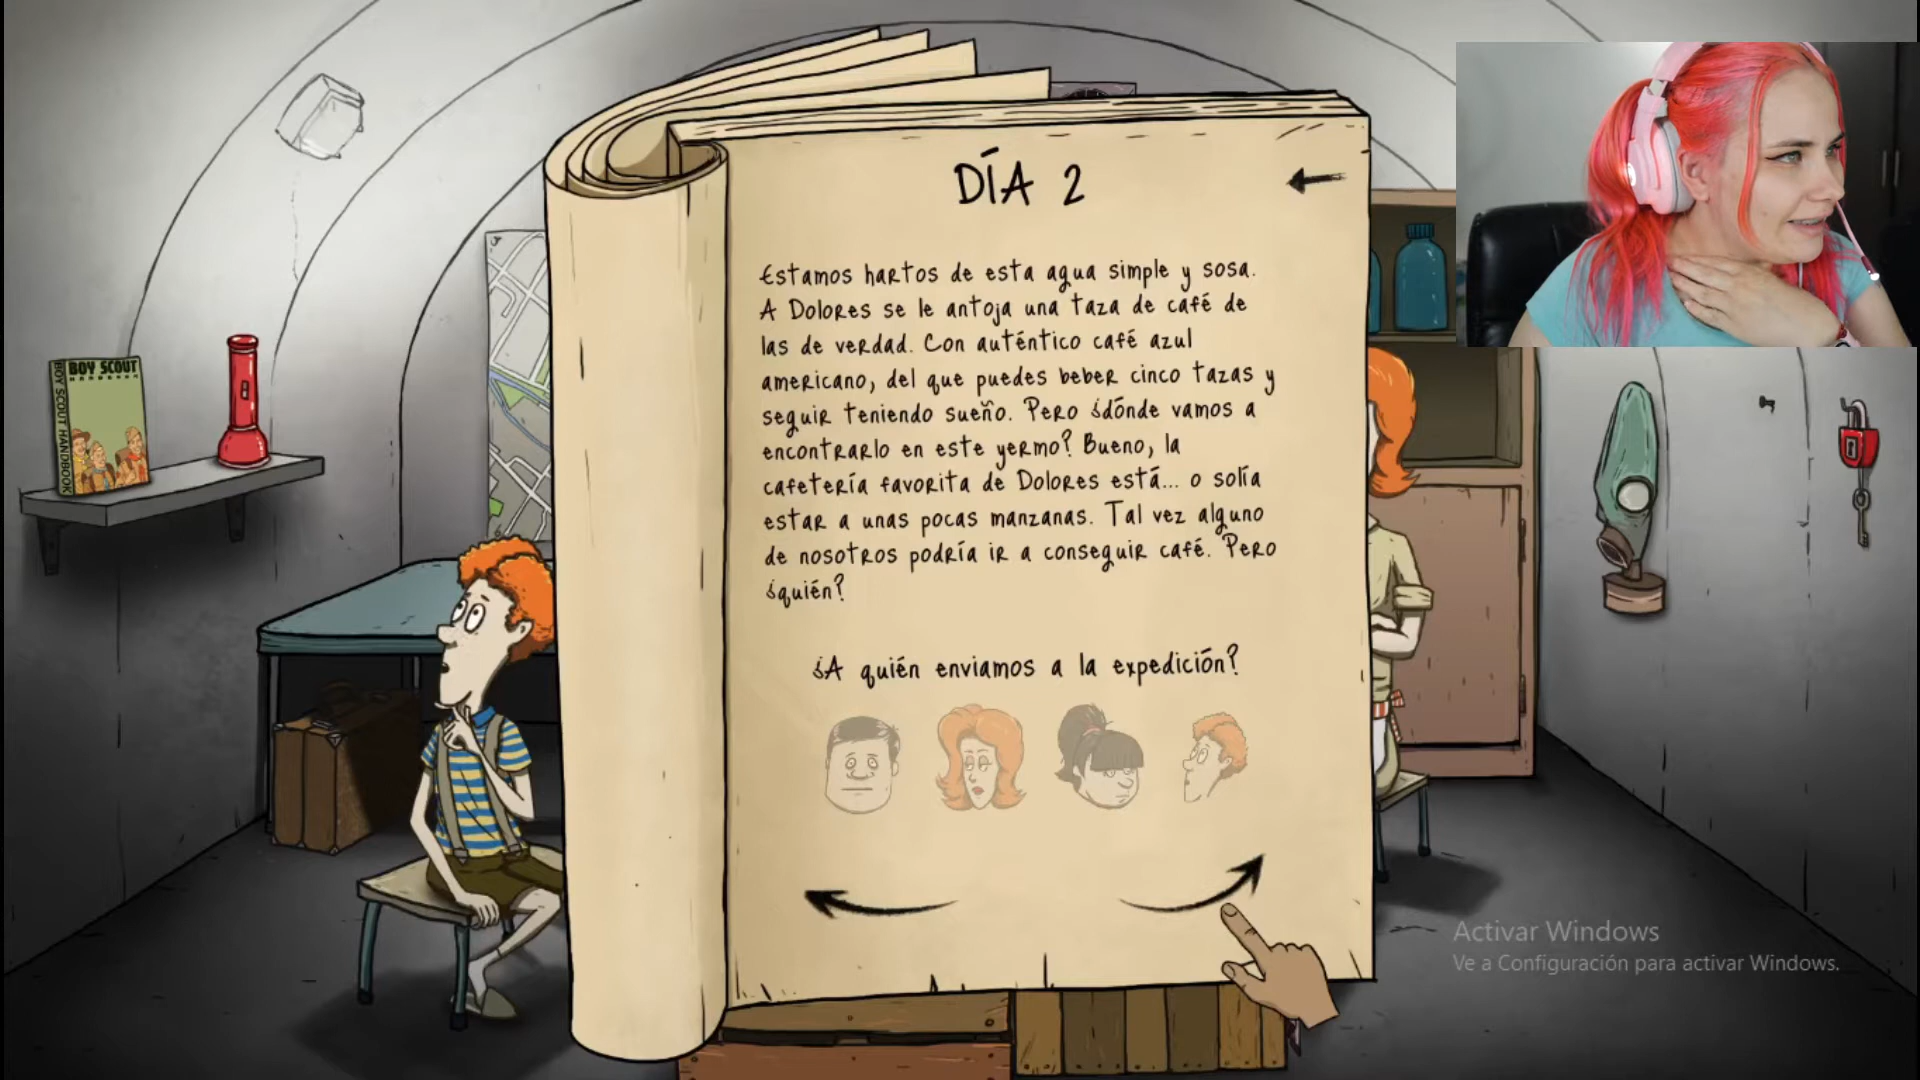 DÍA 2
Estamos hartos de esta agua simple y sosa.
A Dolores se le antoja una taza de café de
las de verdad. Con auténtico café azul
americano, del que puedes beber cinco tazas y
seguir teniendo sueño. Pero ¿dónde vamos a
encontrarlo en este yermo? Bueno, la
cafetería favorita de Dolores está... o solía
estar a unas pocas manzanas. Tal vez alguno
de nosotros podría ir a conseguir café. Pero
¿quién?
¿A quién enviamos a la expedición?
BOY SCOUT
HANDBOOK
BOY SCOUT HANDBOOK
Activar Windows
Ve a Configuración para activar Windows.